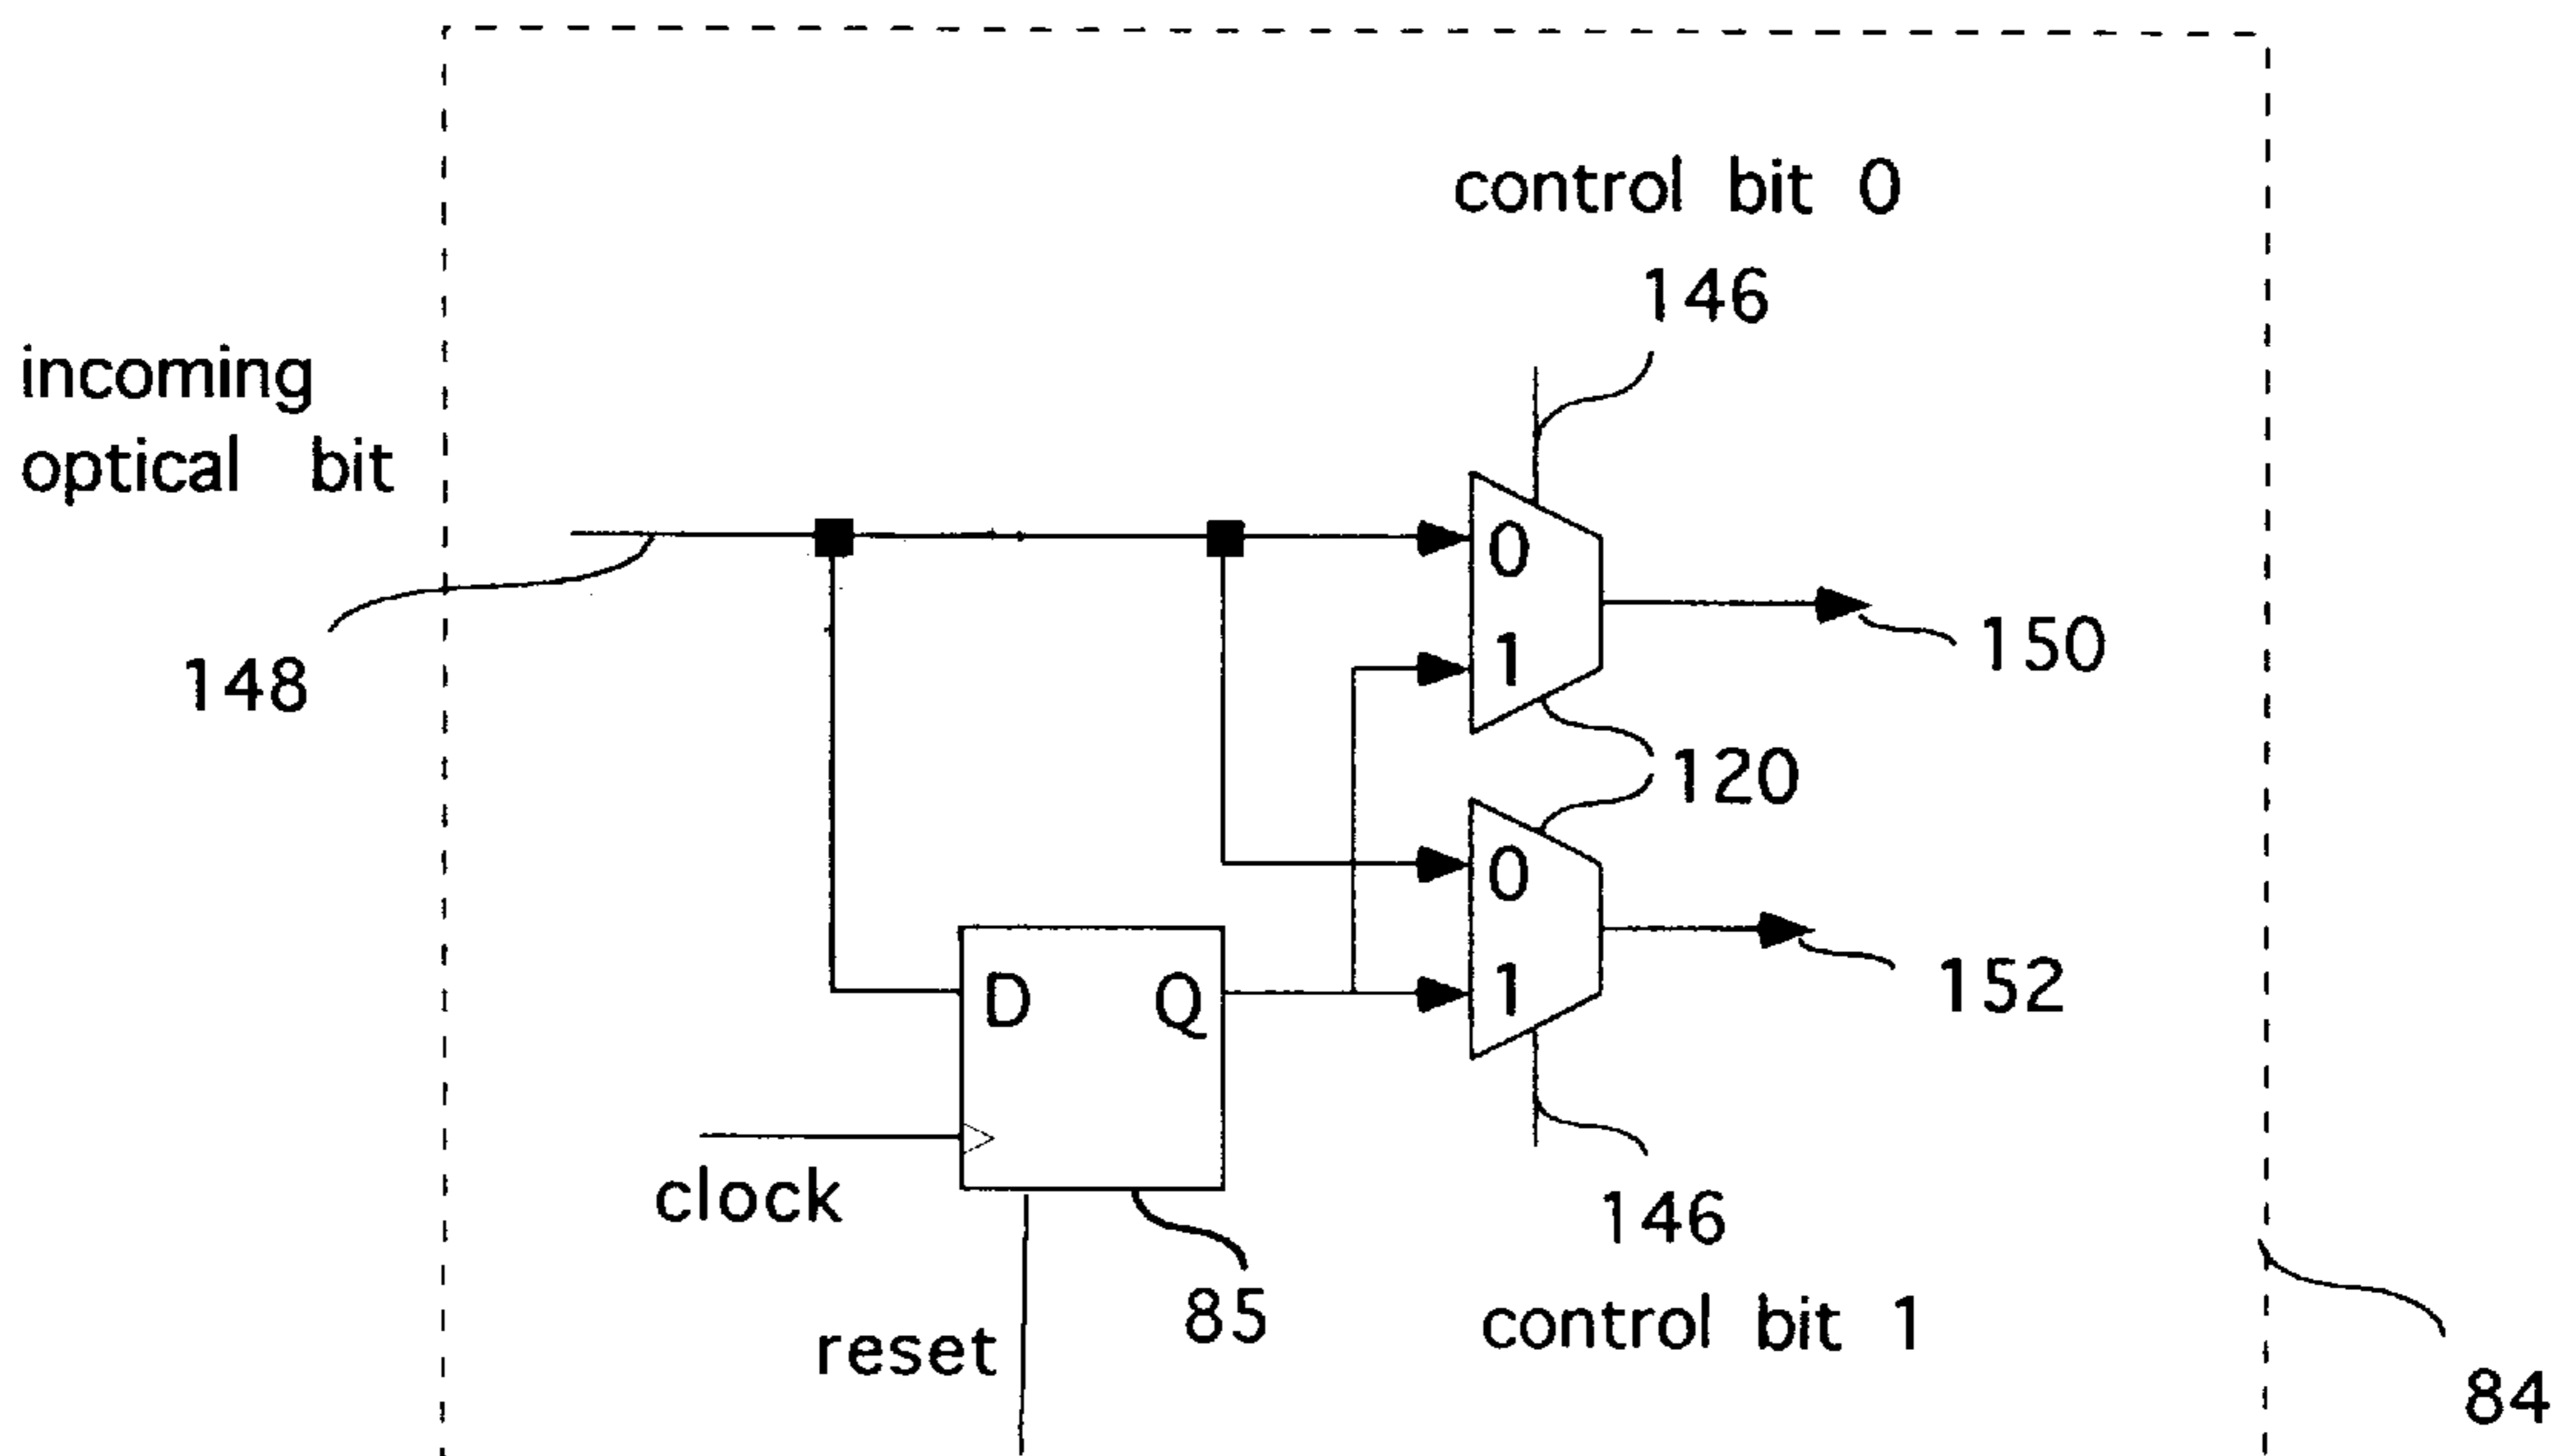 control bit 0
146
incoming
optical bit
0
150
148
1
120
0
D
Q
1
152
clock
146
85
reset
control bit 1
84